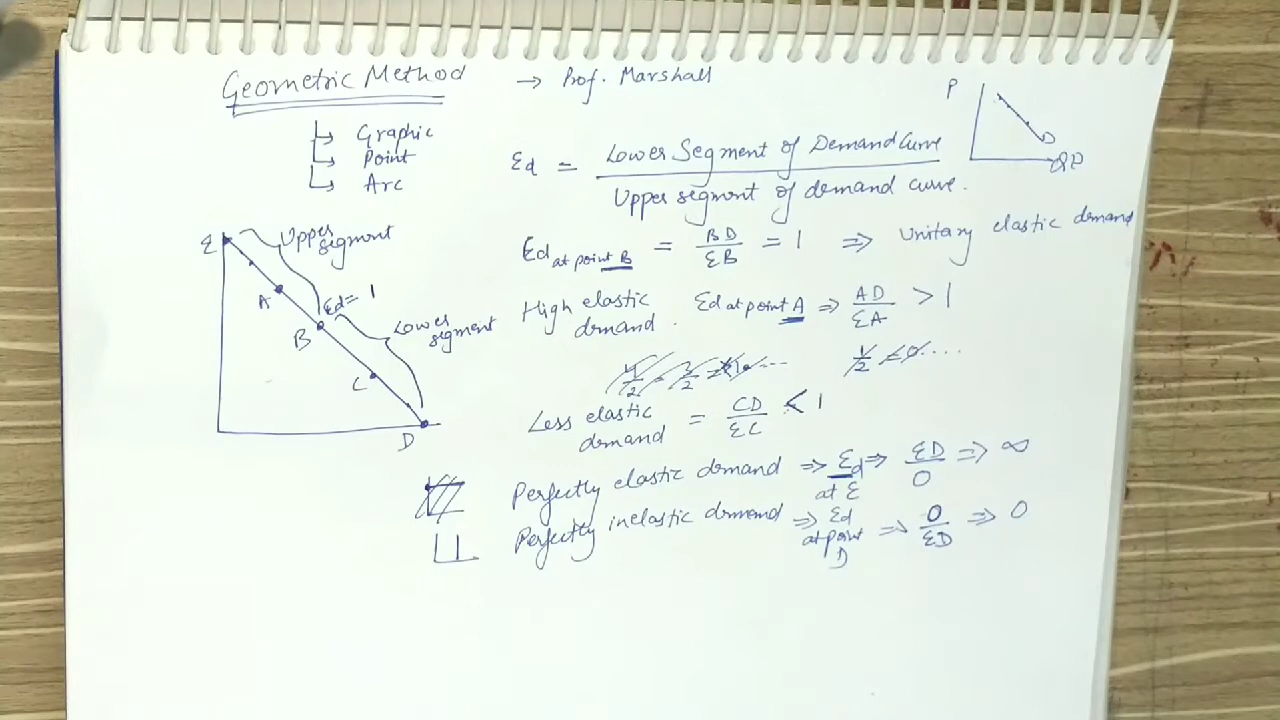 Geometric Method → Prof. Marshall
Graphic
Point
Arc
P
D
QD
Ed = Lower Segment of Demand Curve / Upper segment of demand curve.
E
Upper segment
A
Ed = 1
B
Lower segment
C
D
Ed at point B = BD/EB = 1 ⇒ Unitary elastic demand
High elastic demand. Ed at point A ⇒ AD/EA > 1
Less elastic demand = CD/EC < 1
Perfectly elastic demand ⇒ Ed at E ⇒ ED/0 ⇒ ∞
Perfectly inelastic demand ⇒ Ed at point D ⇒ 0/ED ⇒ 0